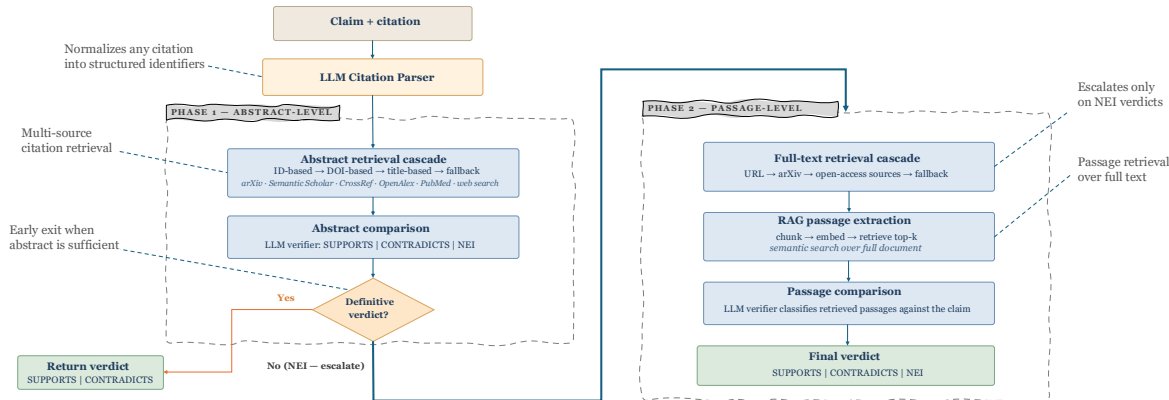 Claim + citation
Normalizes any citation
into structured identifiers
LLM Citation Parser
PHASE 1 — ABSTRACT-LEVEL
Multi-source
citation retrieval
Abstract retrieval cascade
ID-based → DOI-based → title-based → fallback
arXiv · Semantic Scholar · CrossRef · OpenAlex · PubMed · web search
Abstract comparison
LLM verifier: SUPPORTS | CONTRADICTS | NEI
Early exit when
abstract is sufficient
Definitive
verdict?
Yes
No (NEI — escalate)
Return verdict
SUPPORTS | CONTRADICTS
PHASE 2 — PASSAGE-LEVEL
Escalates only
on NEI verdicts
Full-text retrieval cascade
URL → arXiv → open-access sources → fallback
Passage retrieval
over full text
RAG passage extraction
chunk → embed → retrieve top-k
semantic search over full document
Passage comparison
LLM verifier classifies retrieved passages against the claim
Final verdict
SUPPORTS | CONTRADICTS | NEI